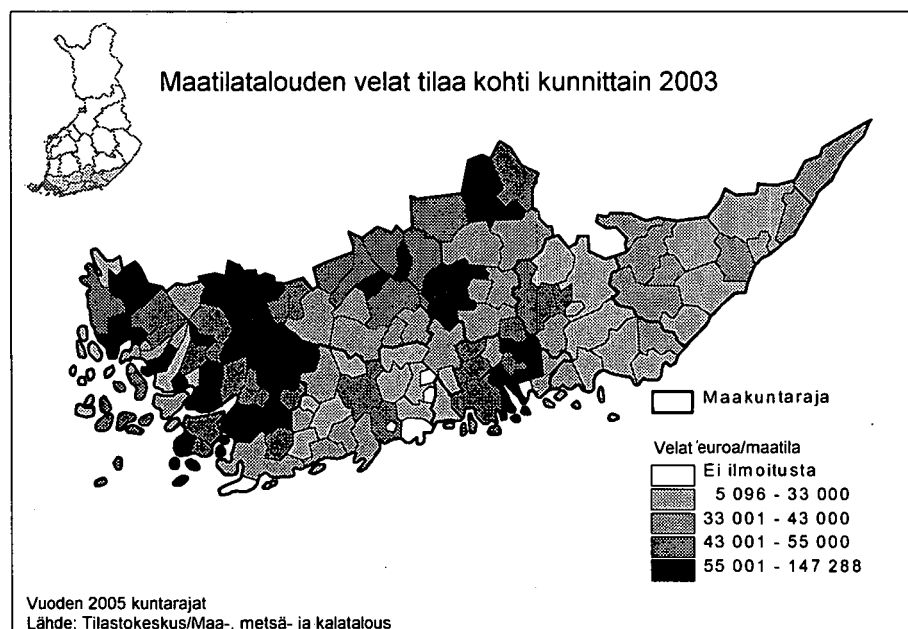 Maatilatalouden velat tilaa kohti kunnittain 2003
Maakuntaraja
Velat euroa/maatila
Ei ilmoitusta
5 096 - 33 000
33 001 - 43 000
43 001 - 55 000
55 001 - 147 288
Vuoden 2005 kuntarajat
Lähde: Tilastokeskus/Maa-, metsä- ja kalatalous